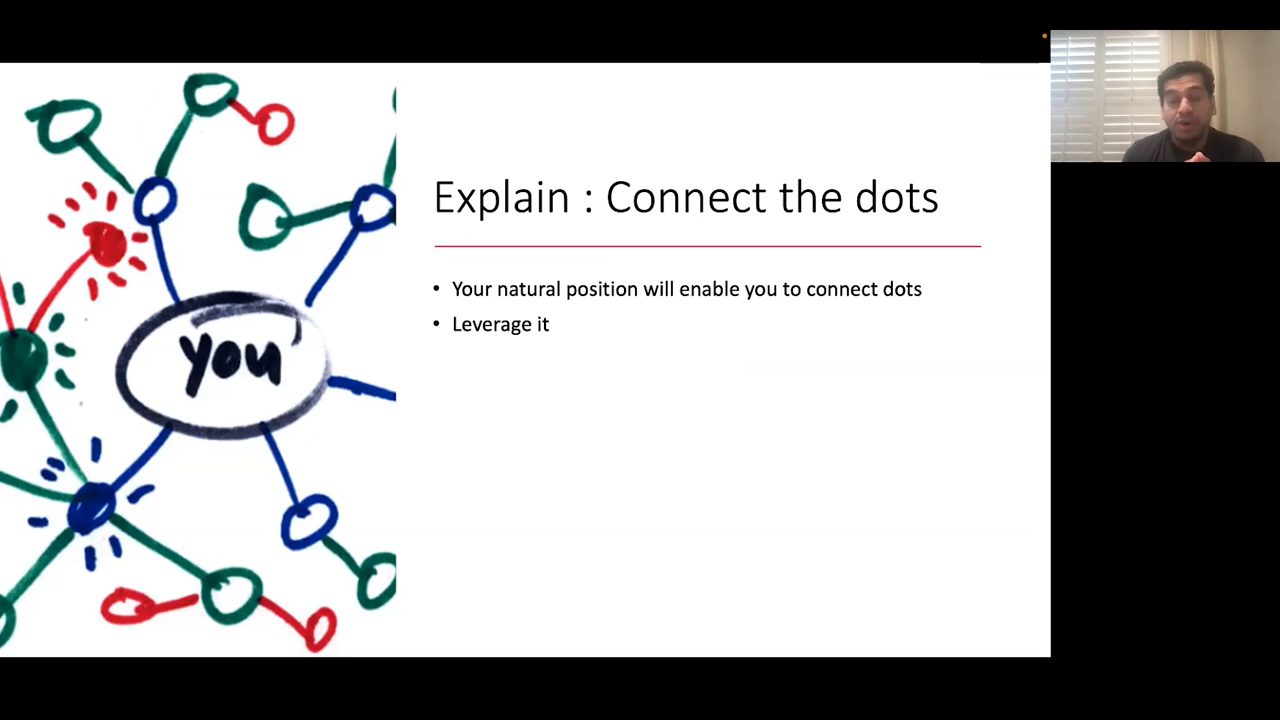 Explain : Connect the dots
• Your natural position will enable you to connect dots
• Leverage it
you